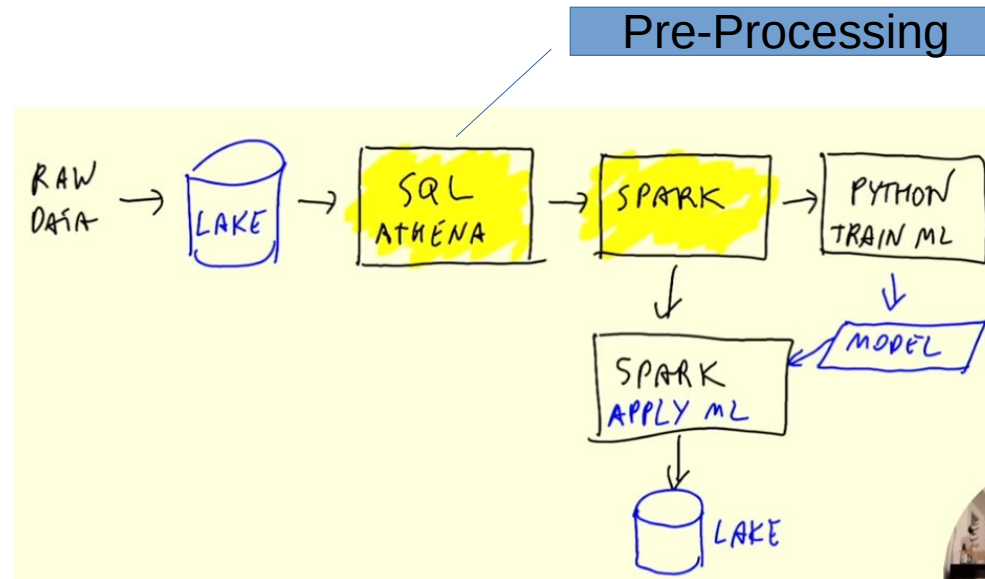 Pre-Processing
RAW
DATA
LAKE
SQL
ATHENA
SPARK
PYTHON
TRAIN ML
MODEL
SPARK
APPLY ML
LAKE